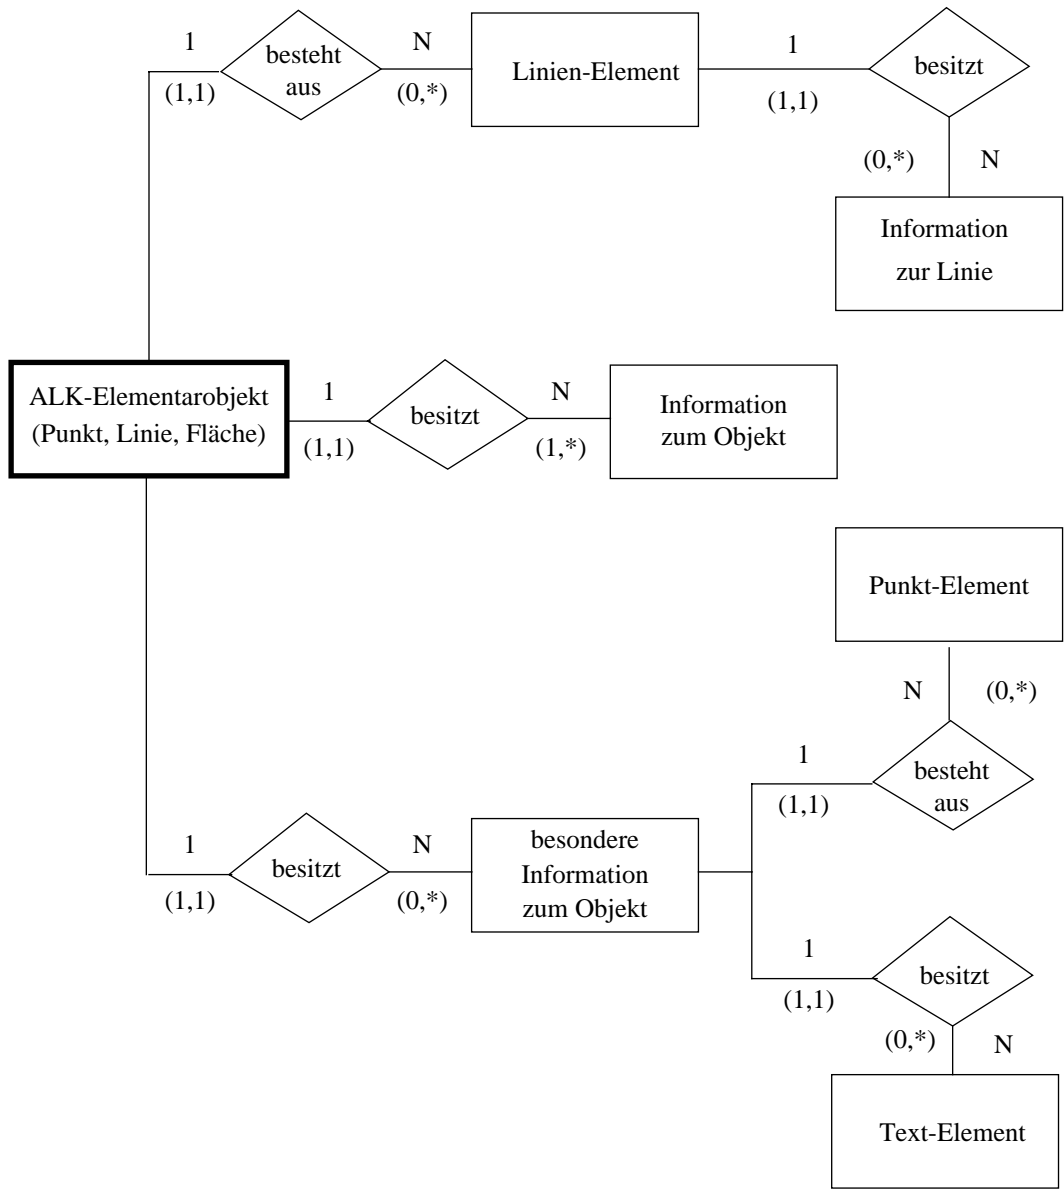 1
besteht
aus
N
(1,1)
(0,*)
Linien-Element
1
(1,1)
besitzt
(0,*)
N
Information
zur Linie
ALK-Elementarobjekt
(Punkt, Linie, Fläche)
1
(1,1)
besitzt
N
(1,*)
Information
zum Objekt
Punkt-Element
N
(0,*)
1
(1,1)
besteht
aus
1
(1,1)
besitzt
N
(0,*)
besondere
Information
zum Objekt
1
(1,1)
besitzt
(0,*)
N
Text-Element